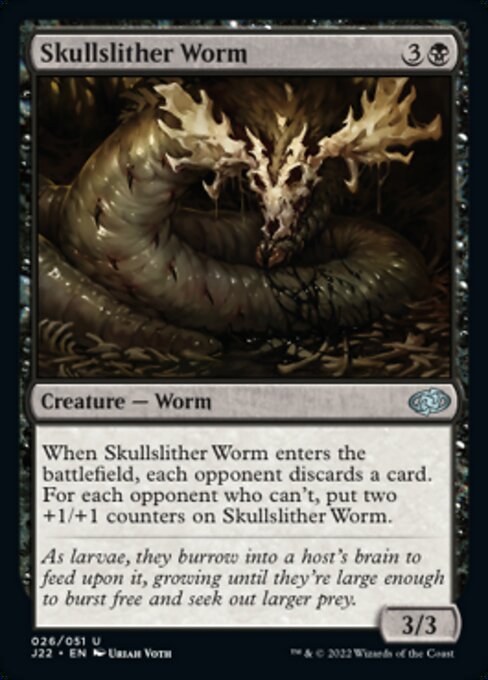 Skullslither Worm 3
Creature — Worm
When Skullslither Worm enters the
battlefield, each opponent discards a card.
For each opponent who can't, put two
+1/+1 counters on Skullslither Worm.
As larvae, they burrow into a host's brain to
feed upon it, growing until they're large enough
to burst free and seek out larger prey.
3/3
026/051 U
J22 • EN Uriah Voth
™ & © 2022 Wizards of the Coast